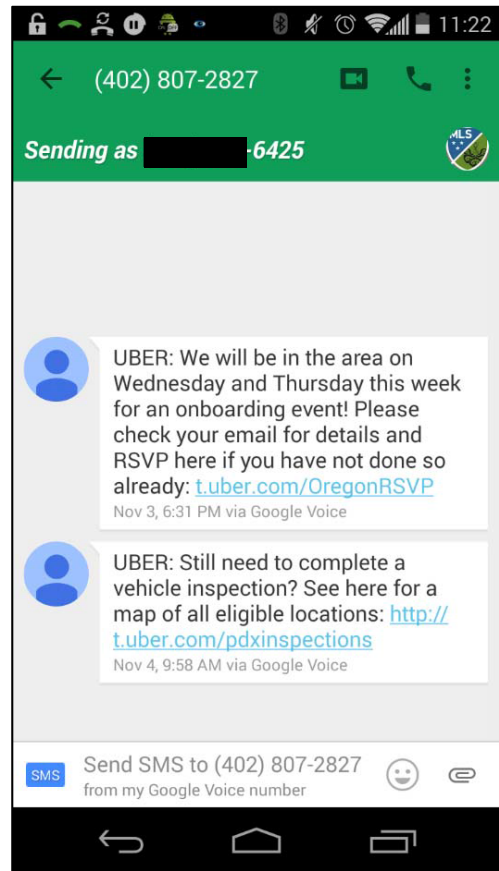 11:22
(402) 807-2827
Sending as -6425
MLS
UBER: We will be in the area on
Wednesday and Thursday this week
for an onboarding event! Please
check your email for details and
RSVP here if you have not done so
already: t.uber.com/OregonRSVP
Nov 3, 6:31 PM via Google Voice
UBER: Still need to complete a
vehicle inspection? See here for a
map of all eligible locations: http://
t.uber.com/pdxinspections
Nov 4, 9:58 AM via Google Voice
SMS
Send SMS to (402) 807-2827
from my Google Voice number